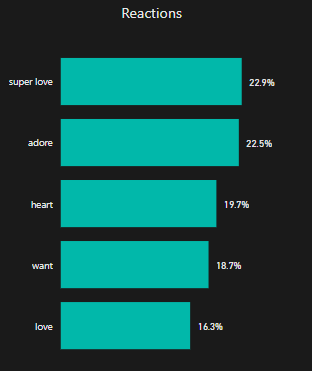 Reactions
super love 22.9%
adore 22.5%
heart 19.7%
want 18.7%
love 16.3%